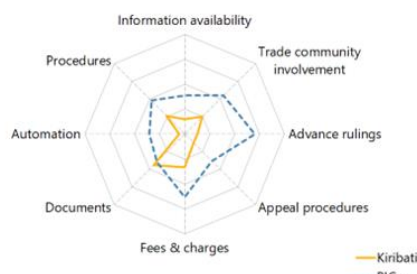 Information availability
Procedures
Trade community
involvement
Automation
Advance rulings
Documents
Appeal procedures
Fees & charges
Kiribati